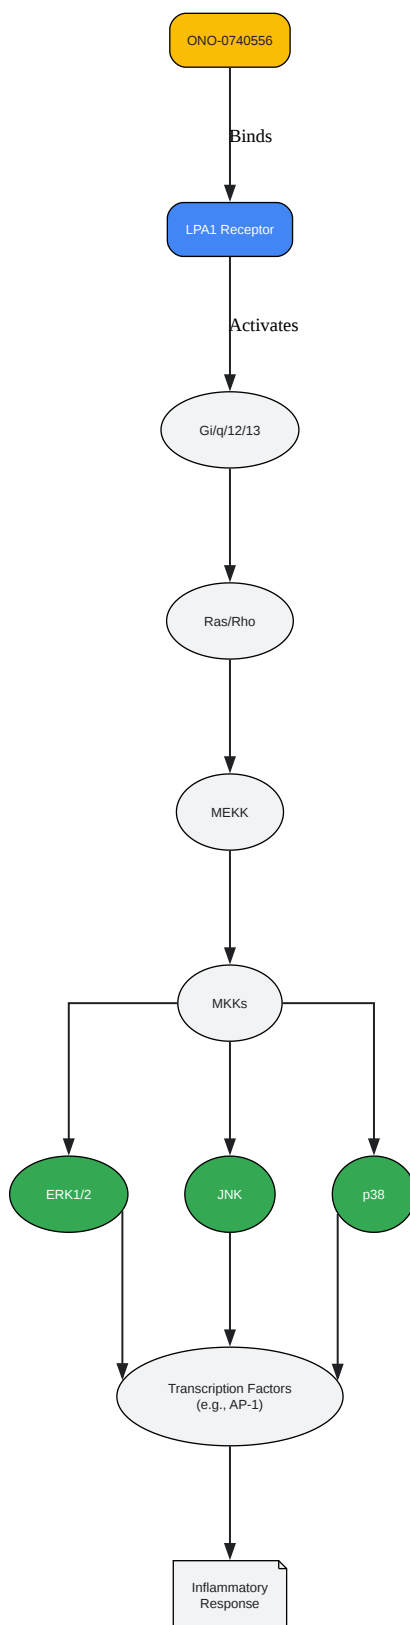 ONO-0740556
Binds
LPA1 Receptor
Activates
Gi/q/12/13
Ras/Rho
MEKK
MKKs
ERK1/2
JNK
p38
Transcription Factors
(e.g., AP-1)
Inflammatory
Response